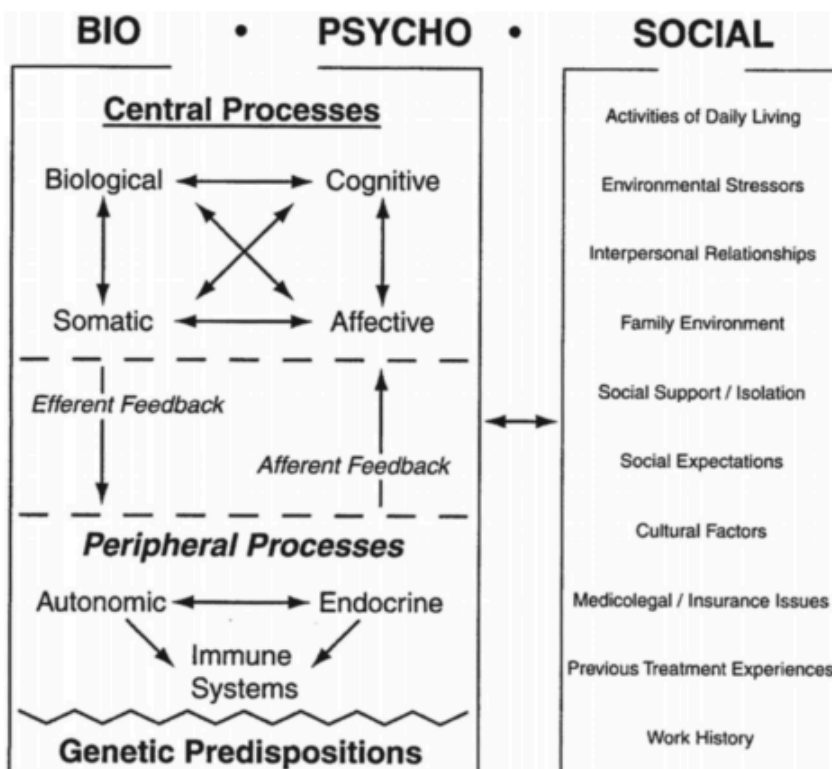 BIO • PSYCHO • SOCIAL
Central Processes
Biological Cognitive
Somatic Affective
Efferent Feedback
Afferent Feedback
Peripheral Processes
Autonomic Endocrine
Immune
Systems
Genetic Predispositions
Activities of Daily Living
Environmental Stressors
Interpersonal Relationships
Family Environment
Social Support / Isolation
Social Expectations
Cultural Factors
Medicolegal / Insurance Issues
Previous Treatment Experiences
Work History